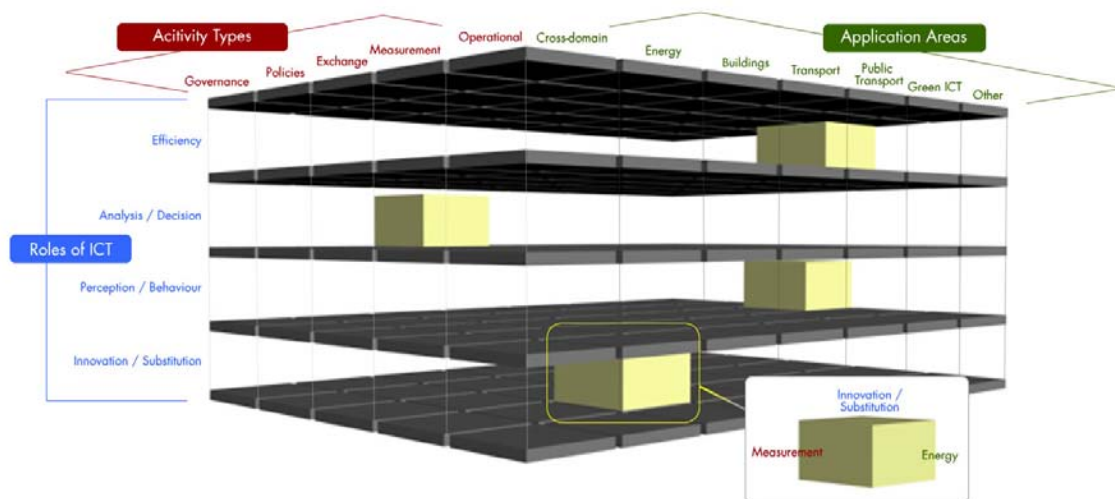 Acitivity Types
Application Areas
Governance
Policies
Exchange
Measurement
Operational
Cross-domain
Energy
Buildings
Transport
Public
Transport
Green ICT
Other
Roles of ICT
Efficiency
Analysis / Decision
Perception / Behaviour
Innovation / Substitution
Innovation /
Substitution
Measurement
Energy